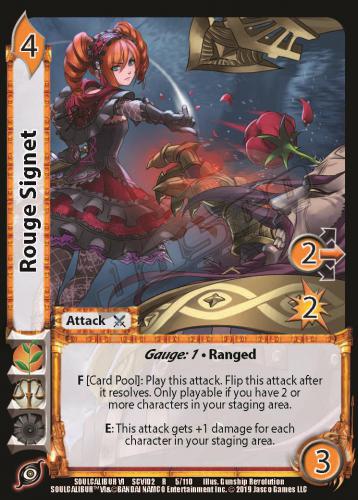 4
Rouge Signet
2
2
Attack
Gauge: 1 • Ranged
F [Card Pool]: Play this attack. Flip this attack after
it resolves. Only playable if you have 2 or
more characters in your staging area.
E: This attack gets +1 damage for each
character in your staging area.
3
SOULCALIBUR VI SCVI02 R 5/110 Illus. Gunship Revolution
SOULCALIBUR™VI&©BANDAI NAMCO Entertainment Inc. ©2019 Jasco Games LLC